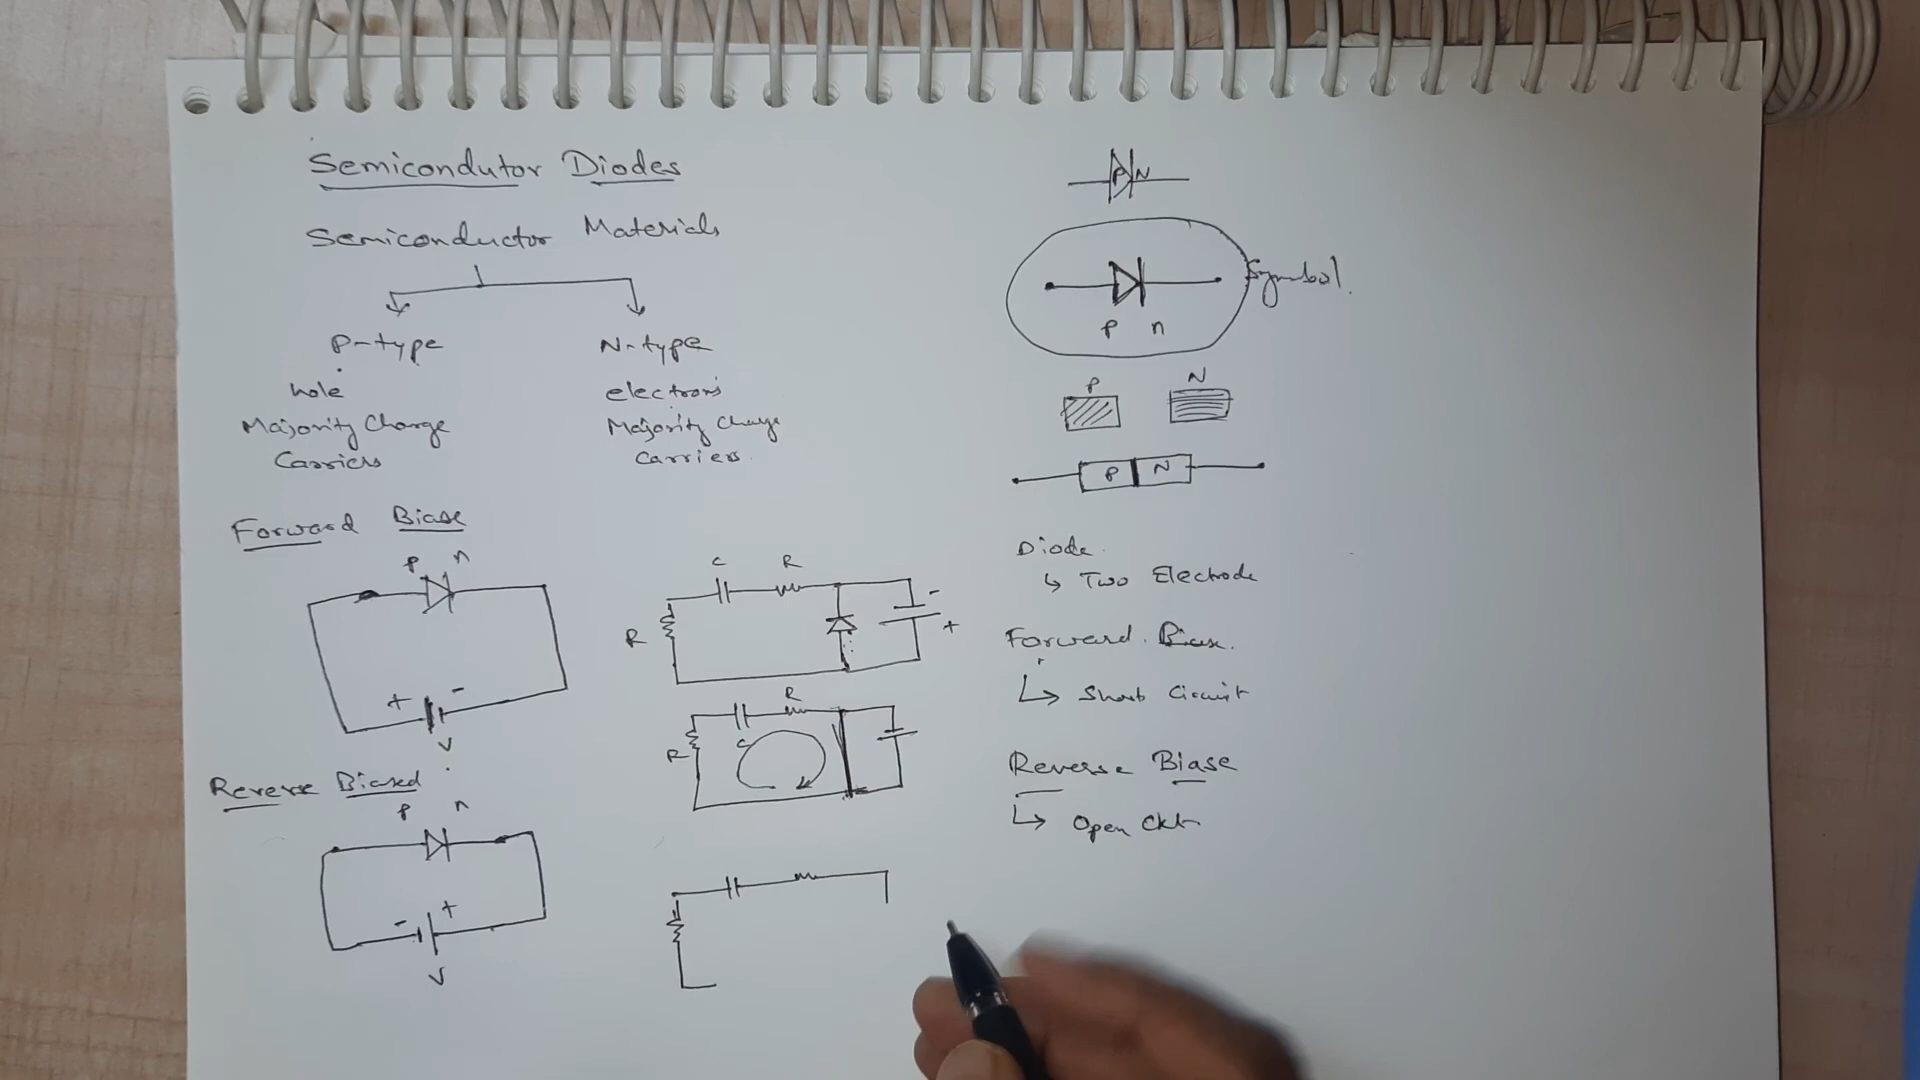 Semicondutor Diodes
Semiconductor Materials
P-type
N-type
hole
Majority Charge
Carriers
electrons
Majority Charge
Carriers
Forward Biase
P n
+ -
V
Reverse Biased
P n
- +
V
C R
R
-
+
R
R
C
P N
Symbol.
P n
P N
P N
Diode
↳ Two Electrode
Forward Biase.
↳ Short Circuit
Reverse Biase
↳ Open Ckt